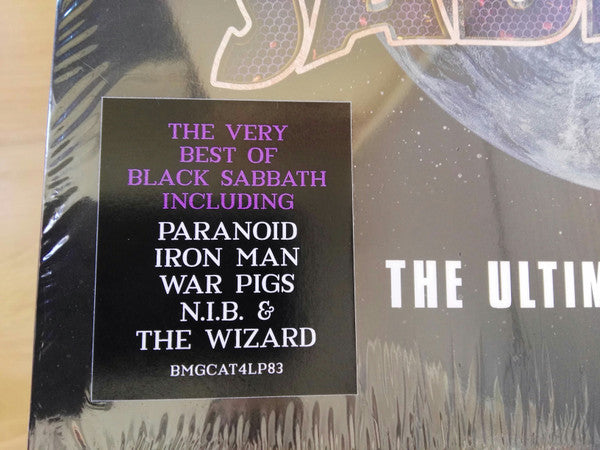 THE VERY
BEST OF
BLACK SABBATH
INCLUDING
PARANOID
IRON MAN
WAR PIGS
N.I.B. &
THE WIZARD
BMGCAT4LP83
THE ULTIM